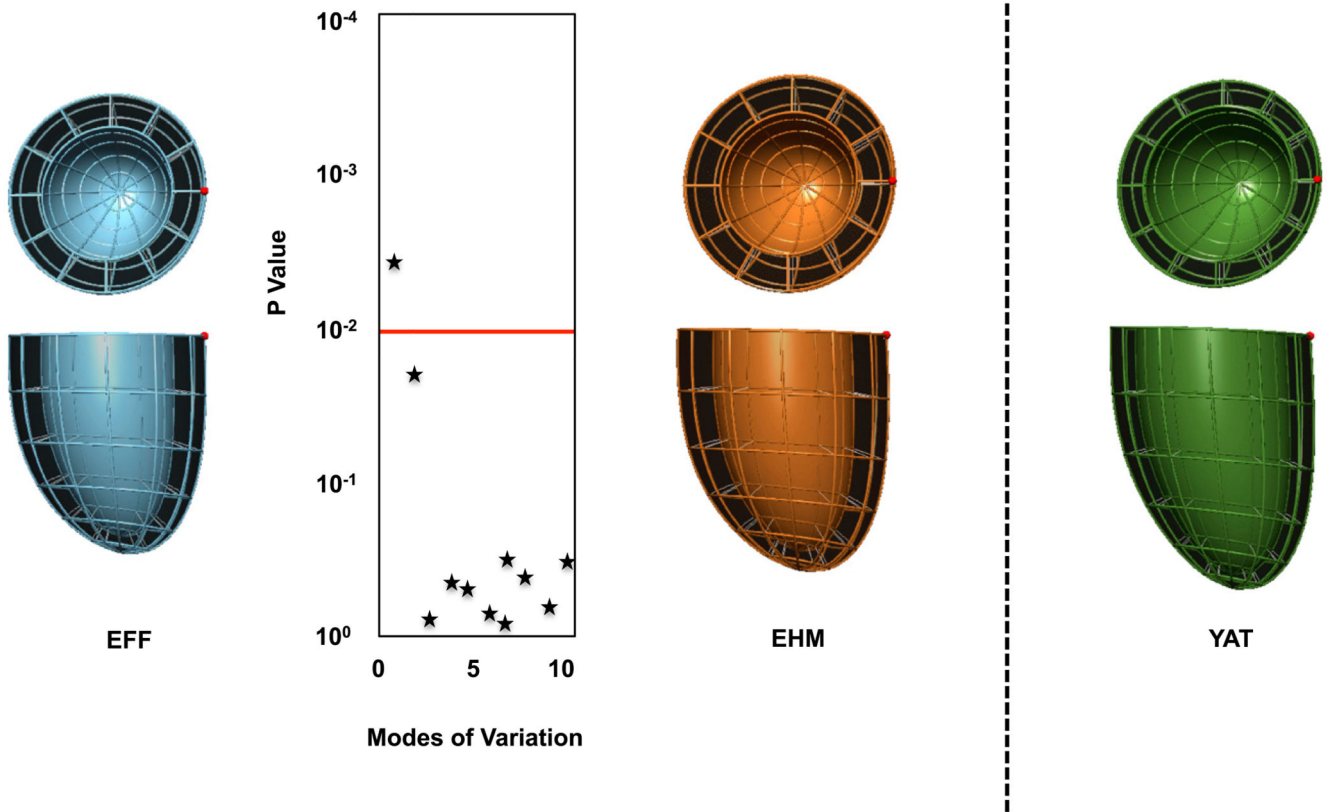 10-4
10-3
P Value
10-2
10-1
100
0 5 10
Modes of Variation
EFF
EHM
YAT